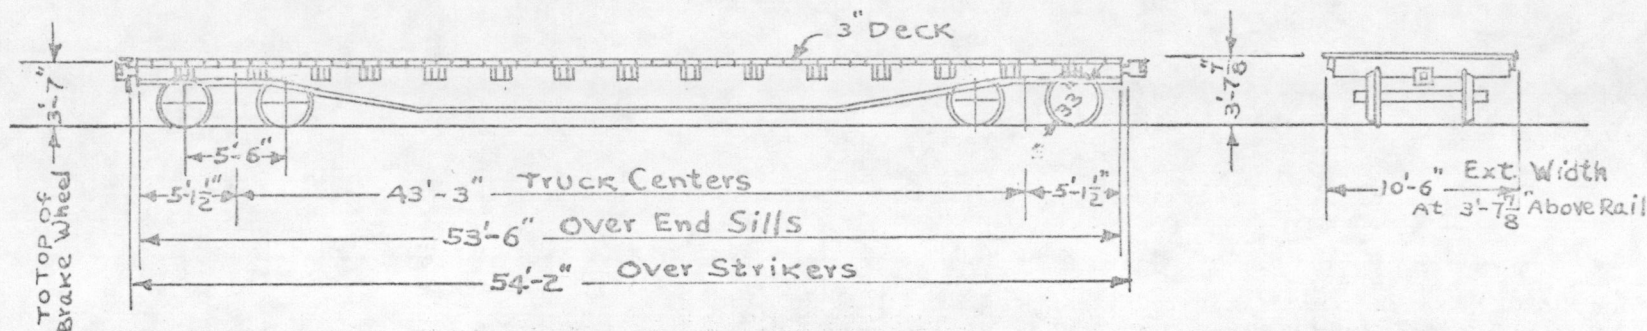 3" Deck
3'-7"
TO TOP OF
Brake Wheel
33"
3'-7 7/8"
5'-6"
5'-1 1/2"
43'-3" Truck Centers
5'-1 1/2"
53'-6" Over End Sills
54'-2" Over Strikers
10'-6" Ext. Width
At 3'-7 7/8" Above Rail